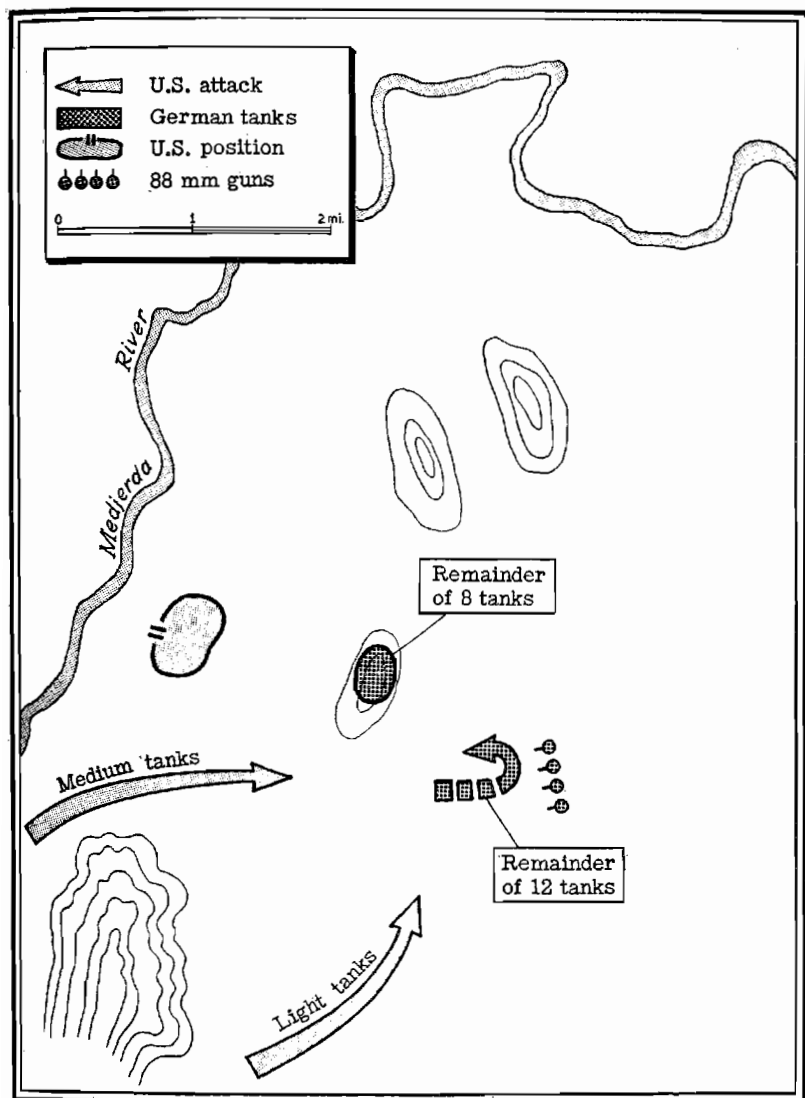 U.S. attack
German tanks
U.S. position
88 mm guns
0 1 2 mi.
River
Medjerda
Remainder
of 8 tanks
Medium tanks
Remainder
of 12 tanks
Light tanks